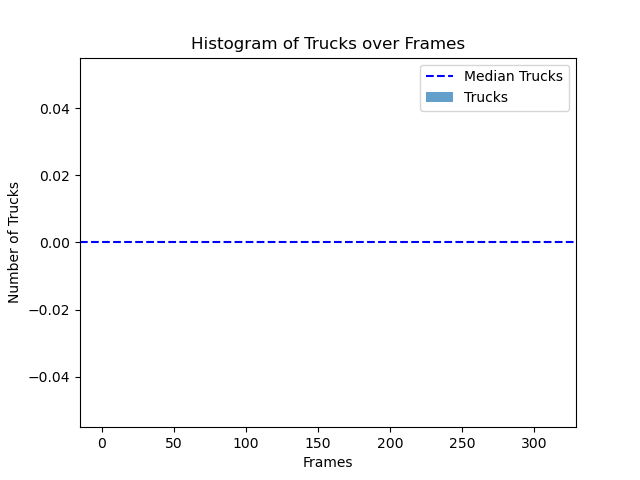 Histogram of Trucks over Frames
Median Trucks
Trucks
0.04
0.02
0.00
−0.02
−0.04
Number of Trucks
0 50 100 150 200 250 300
Frames